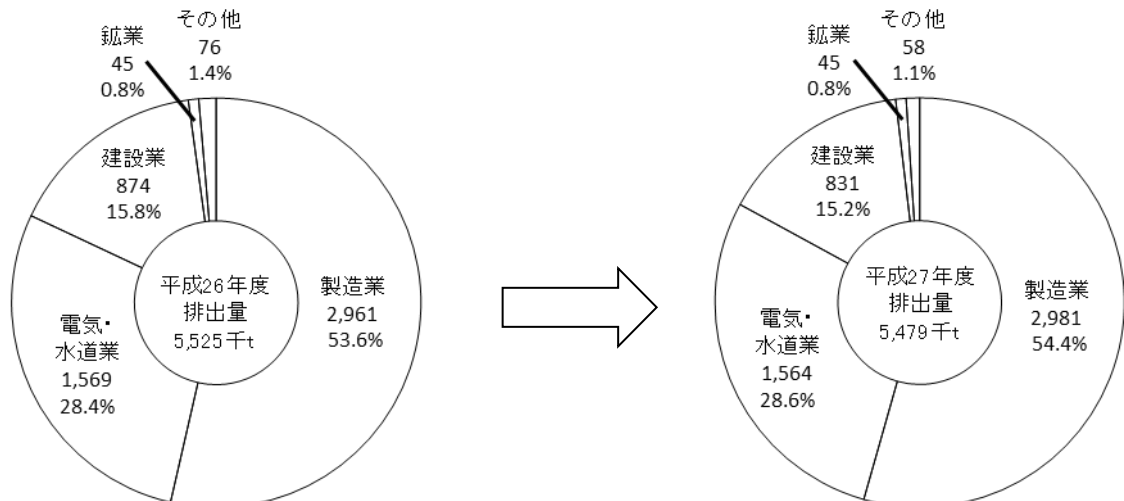 その他
76
1.4%
鉱業
45
0.8%
建設業
874
15.8%
平成26年度
排出量
5,525千t
製造業
2,961
53.6%
電気・
水道業
1,569
28.4%
その他
58
1.1%
鉱業
45
0.8%
建設業
831
15.2%
平成27年度
排出量
5,479千t
製造業
2,981
54.4%
電気・
水道業
1,564
28.6%